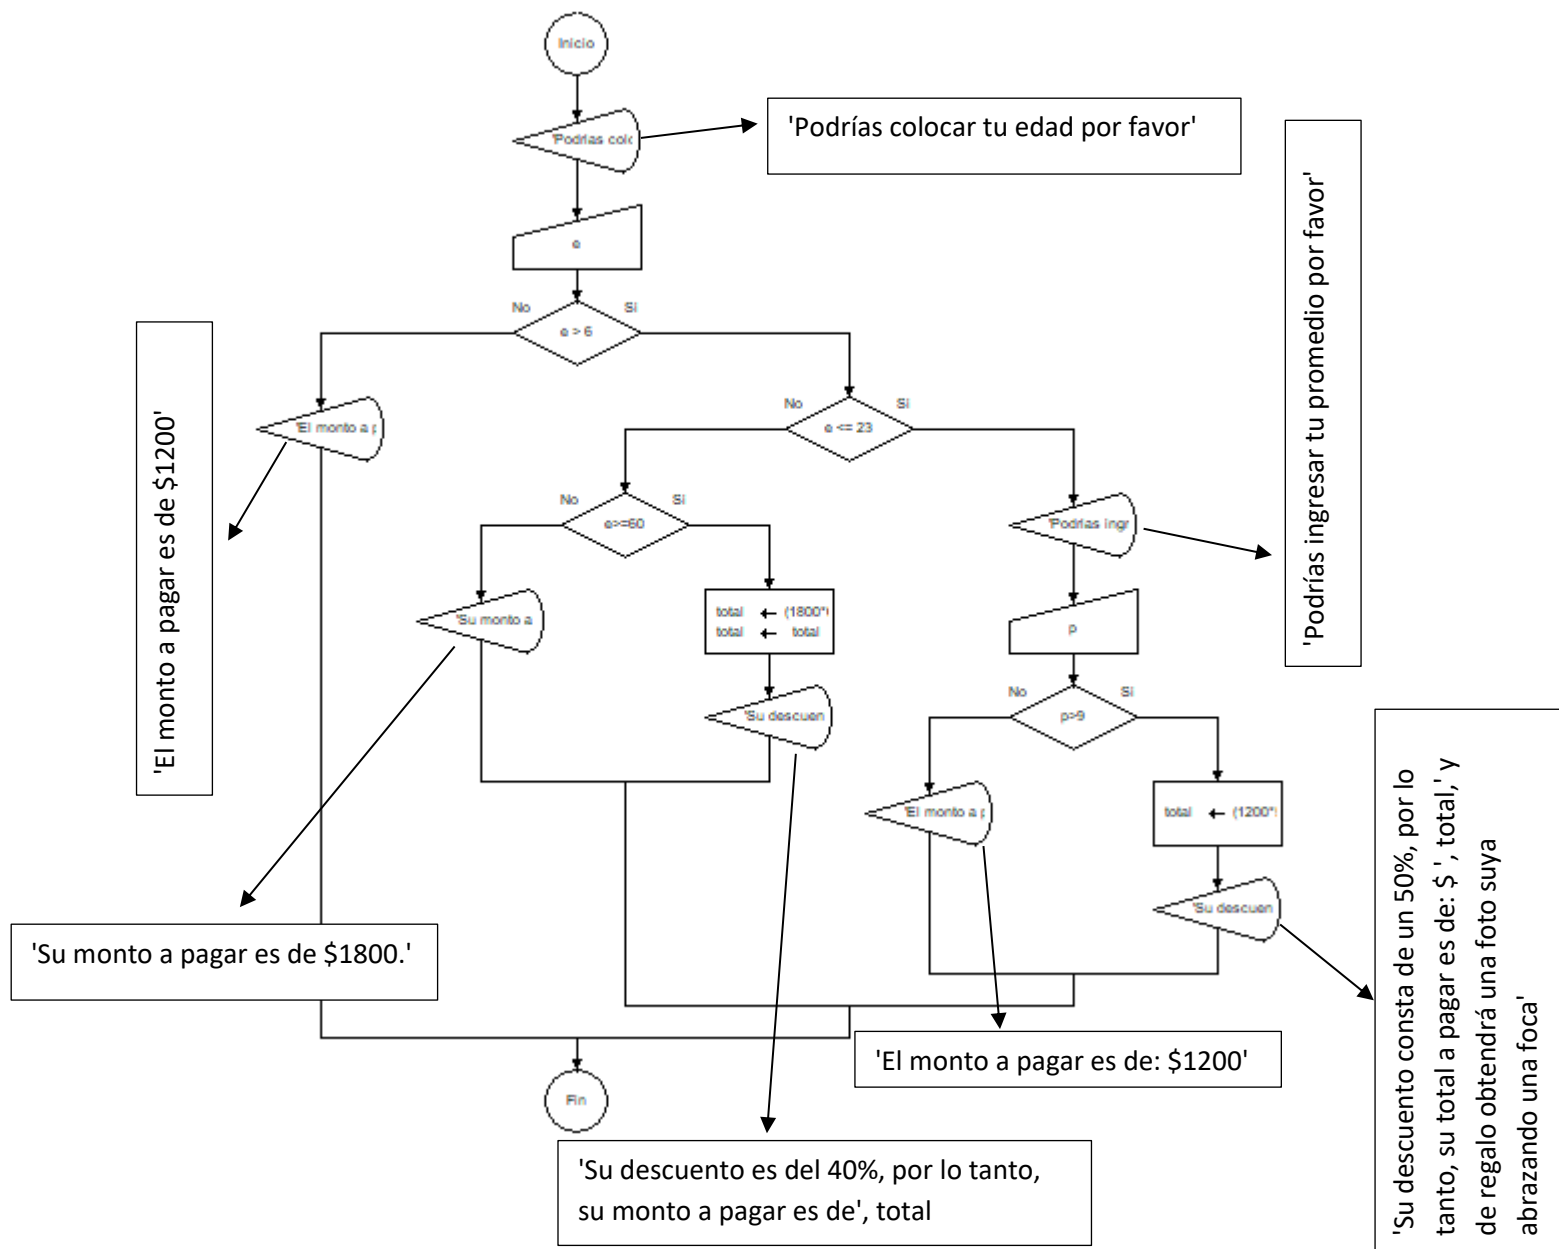 Inicio
'Podrías colo
'Podrías colocar tu edad por favor'
e
No
Si
e > 6
'El monto a pagar es de $1200'
'El monto a p
No
Si
e <= 23
'Podrías ingresar tu promedio por favor'
No
Si
e>=60
'Podrías ingr
'Su monto a
total ← (1800*
total ← total
p
No
Si
p>9
'Su descuen
'El monto a p
total ← (1200*
'Su descuen
'Su monto a pagar es de $1800.'
'El monto a pagar es de: $1200'
'Su descuento consta de un 50%, por lo
tanto, su total a pagar es de: $ ', total,' y
de regalo obtendrá una foto suya
abrazando una foca'
Fin
'Su descuento es del 40%, por lo tanto,
su monto a pagar es de', total